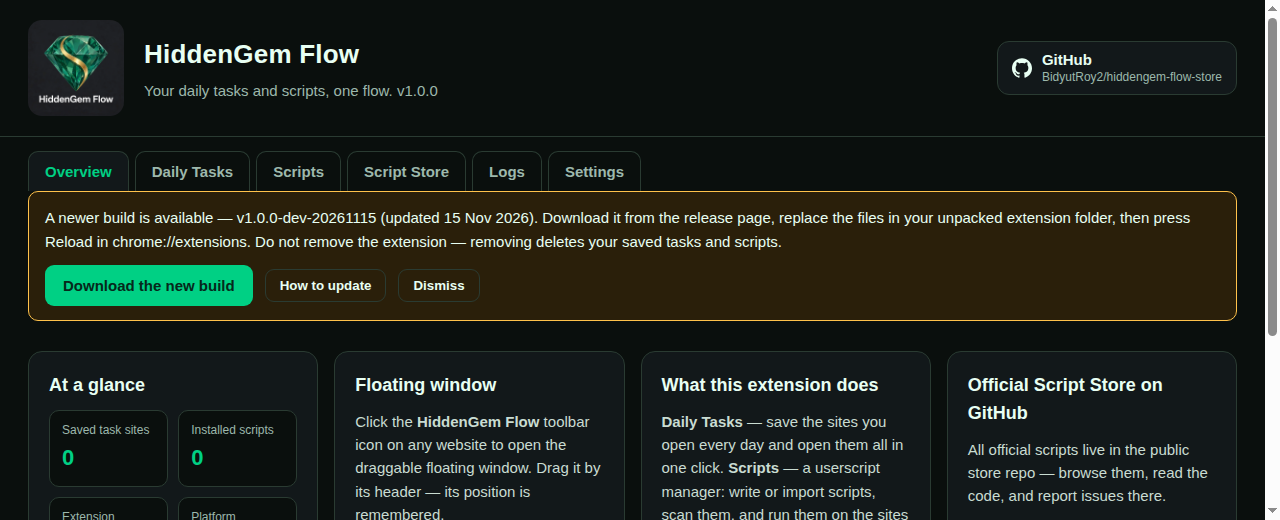 HiddenGem Flow
HiddenGem Flow
Your daily tasks and scripts, one flow. v1.0.0
GitHub
BidyutRoy2/hiddengem-flow-store
Overview
Daily Tasks
Scripts
Script Store
Logs
Settings
A newer build is available — v1.0.0-dev-20261115 (updated 15 Nov 2026). Download it from the release page, replace the files in your unpacked extension folder, then press
Reload in chrome://extensions. Do not remove the extension — removing deletes your saved tasks and scripts.
Download the new build
How to update
Dismiss
At a glance
Saved task sites
0
Installed scripts
0
Extension
Platform
Floating window
Click the HiddenGem Flow toolbar
icon on any website to open the
draggable floating window. Drag it by
its header — its position is
remembered.
What this extension does
Daily Tasks — save the sites you
open every day and open them all in
one click. Scripts — a userscript
manager: write or import scripts,
scan them, and run them on the sites
Official Script Store on
GitHub
All official scripts live in the public
store repo — browse them, read the
code, and report issues there.